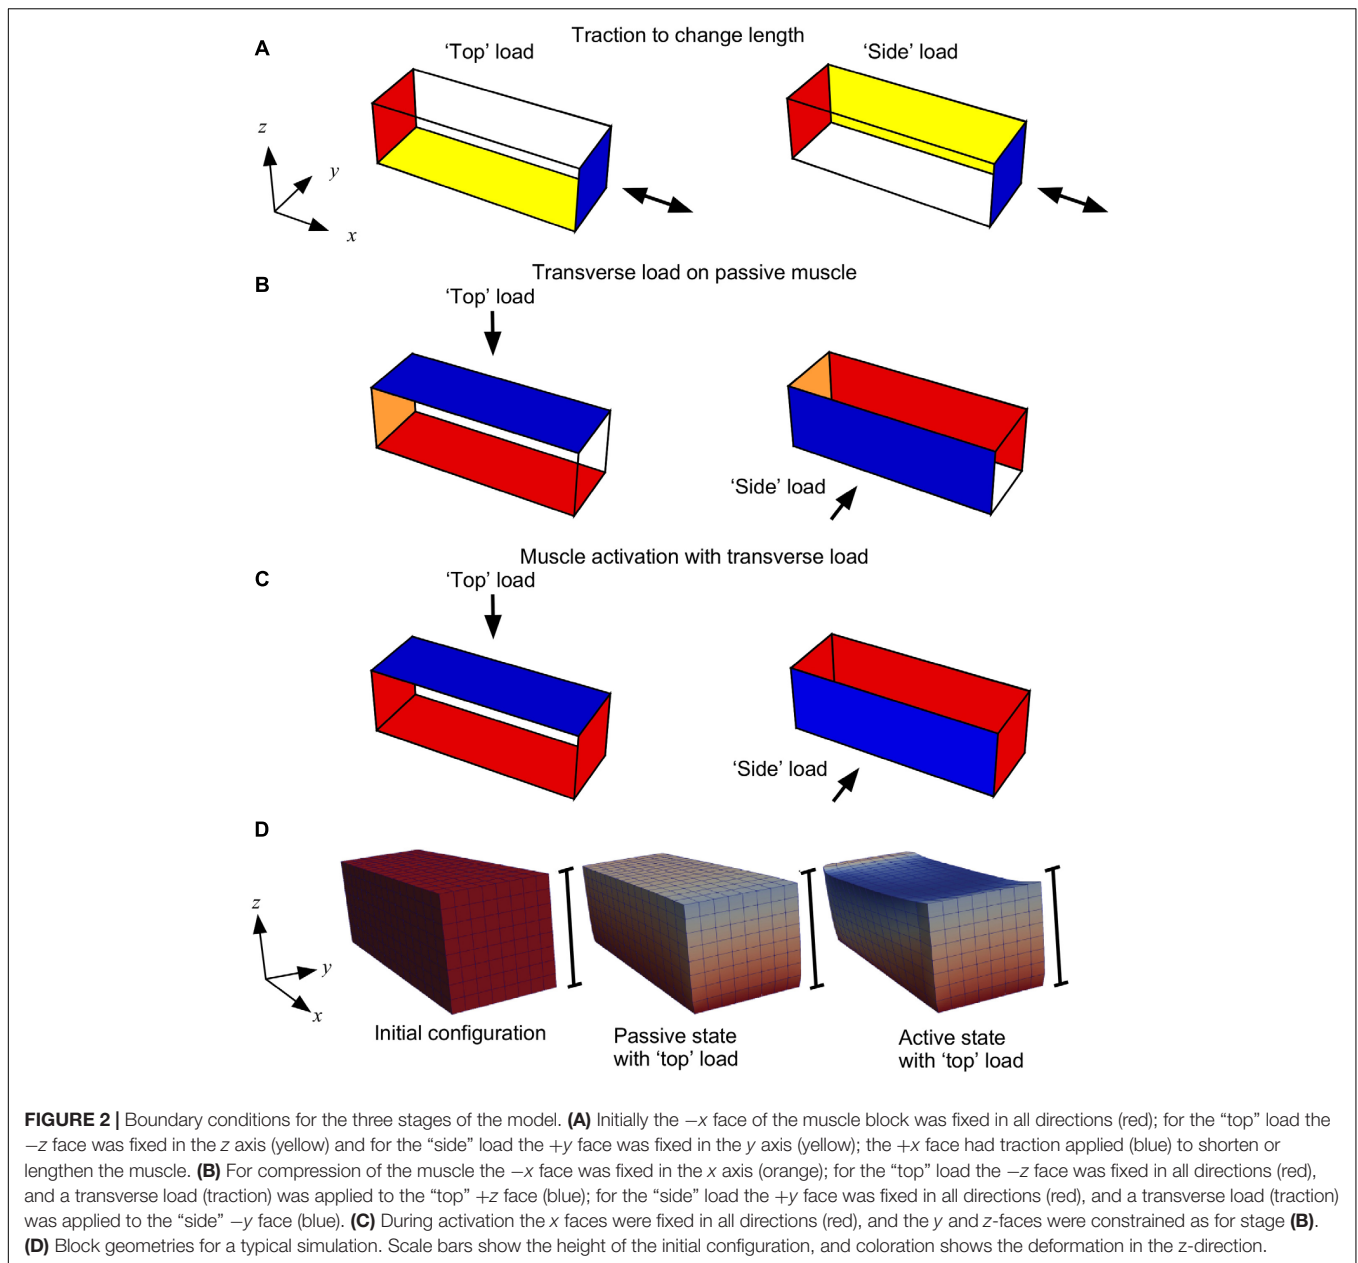 Traction to change length
A
‘Top’ load
‘Side’ load
z
y
x
Transverse load on passive muscle
B
‘Top’ load
‘Side’ load
Muscle activation with transverse load
C
‘Top’ load
‘Side’ load
D
z
y
x
Initial configuration
Passive state
with ‘top’ load
Active state
with ‘top’ load
FIGURE 2 | Boundary conditions for the three stages of the model. (A) Initially the −x face of the muscle block was fixed in all directions (red); for the “top” load the
−z face was fixed in the z axis (yellow) and for the “side” load the +y face was fixed in the y axis (yellow); the +x face had traction applied (blue) to shorten or
lengthen the muscle. (B) For compression of the muscle the −x face was fixed in the x axis (orange); for the “top” load the −z face was fixed in all directions (red),
and a transverse load (traction) was applied to the “top” +z face (blue); for the “side” load the +y face was fixed in all directions (red), and a transverse load (traction)
was applied to the “side” −y face (blue). (C) During activation the x faces were fixed in all directions (red), and the y and z-faces were constrained as for stage (B).
(D) Block geometries for a typical simulation. Scale bars show the height of the initial configuration, and coloration shows the deformation in the z-direction.